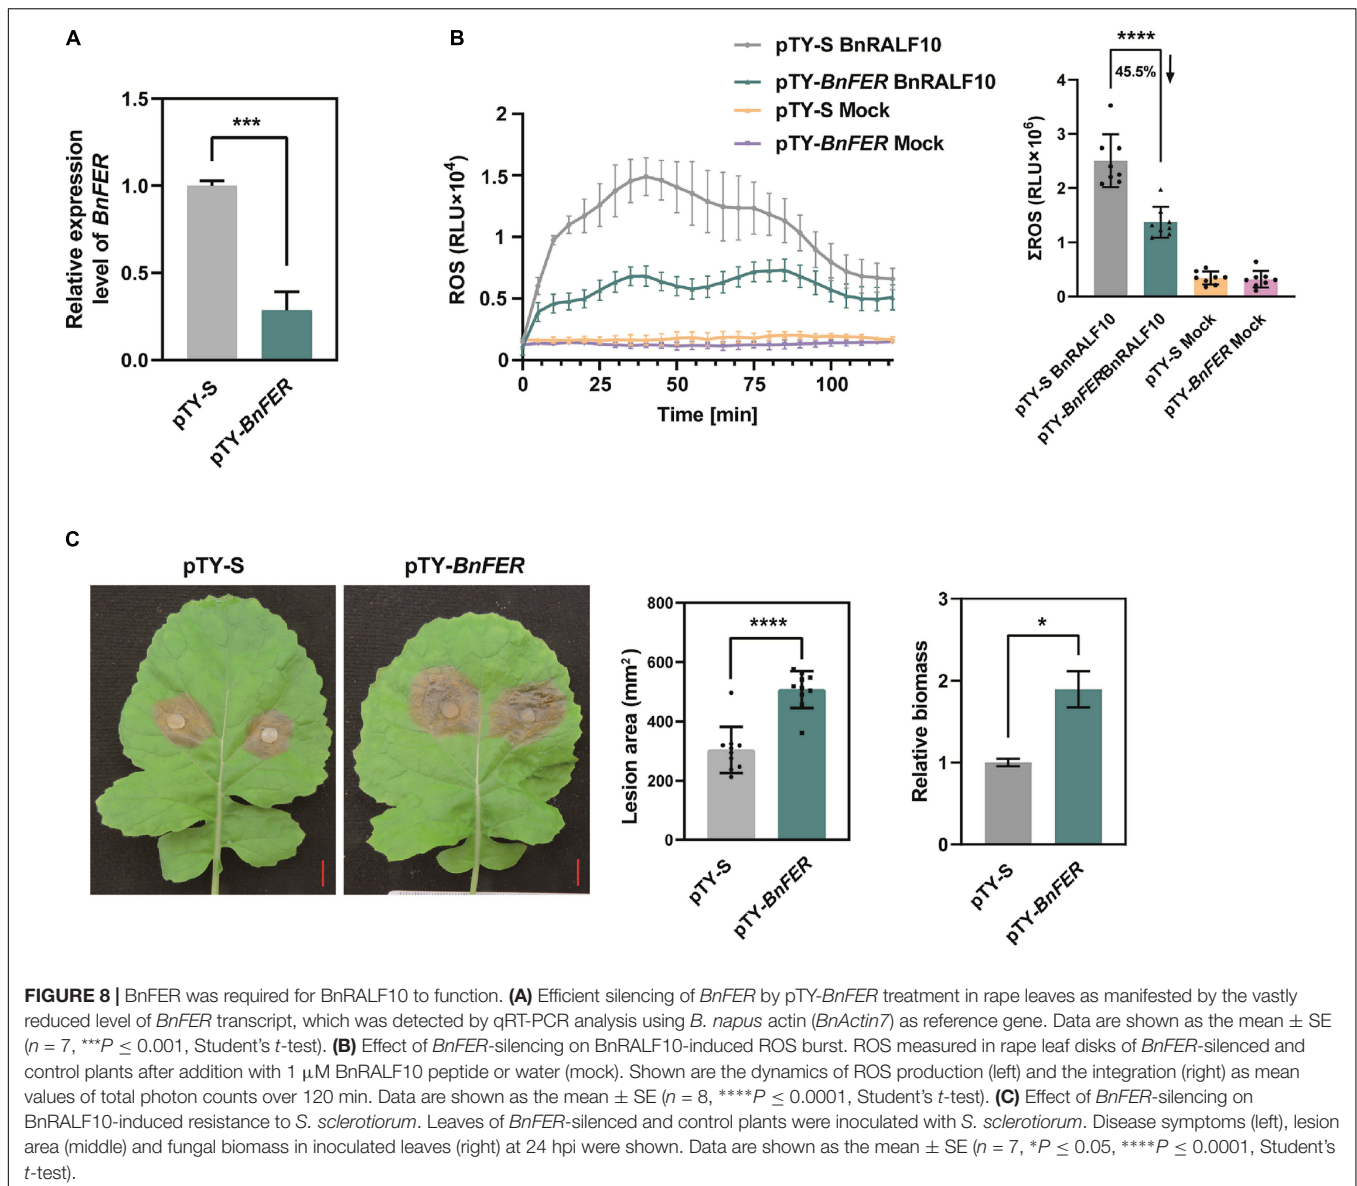 A
1.5
1.0
0.5
0.0
Relative expression
level of BnFER
***
pTY-S
pTY-BnFER
B
pTY-S BnRALF10
pTY-BnFER BnRALF10
pTY-S Mock
pTY-BnFER Mock
2
1.5
1
0.5
0
ROS (RLU×10⁴)
0
25
50
75
100
Time [min]
****
45.5%
4
3
2
1
0
ΣROS (RLU×10⁶)
pTY-S BnRALF10
pTY-BnFERBnRALF10
pTY-S Mock
pTY-BnFER Mock
C
pTY-S
pTY-BnFER
800
600
400
200
0
Lesion area (mm²)
****
pTY-S
pTY-BnFER
3
2
1
0
Relative biomass
*
pTY-S
pTY-BnFER
FIGURE 8 | BnFER was required for BnRALF10 to function. (A) Efficient silencing of BnFER by pTY-BnFER treatment in rape leaves as manifested by the vastly
reduced level of BnFER transcript, which was detected by qRT-PCR analysis using B. napus actin (BnActin7) as reference gene. Data are shown as the mean ± SE
(n = 7, ***P ≤ 0.001, Student's t-test). (B) Effect of BnFER-silencing on BnRALF10-induced ROS burst. ROS measured in rape leaf disks of BnFER-silenced and
control plants after addition with 1 μM BnRALF10 peptide or water (mock). Shown are the dynamics of ROS production (left) and the integration (right) as mean
values of total photon counts over 120 min. Data are shown as the mean ± SE (n = 8, ****P ≤ 0.0001, Student's t-test). (C) Effect of BnFER-silencing on
BnRALF10-induced resistance to S. sclerotiorum. Leaves of BnFER-silenced and control plants were inoculated with S. sclerotiorum. Disease symptoms (left), lesion
area (middle) and fungal biomass in inoculated leaves (right) at 24 hpi were shown. Data are shown as the mean ± SE (n = 7, *P ≤ 0.05, ****P ≤ 0.0001, Student's
t-test).